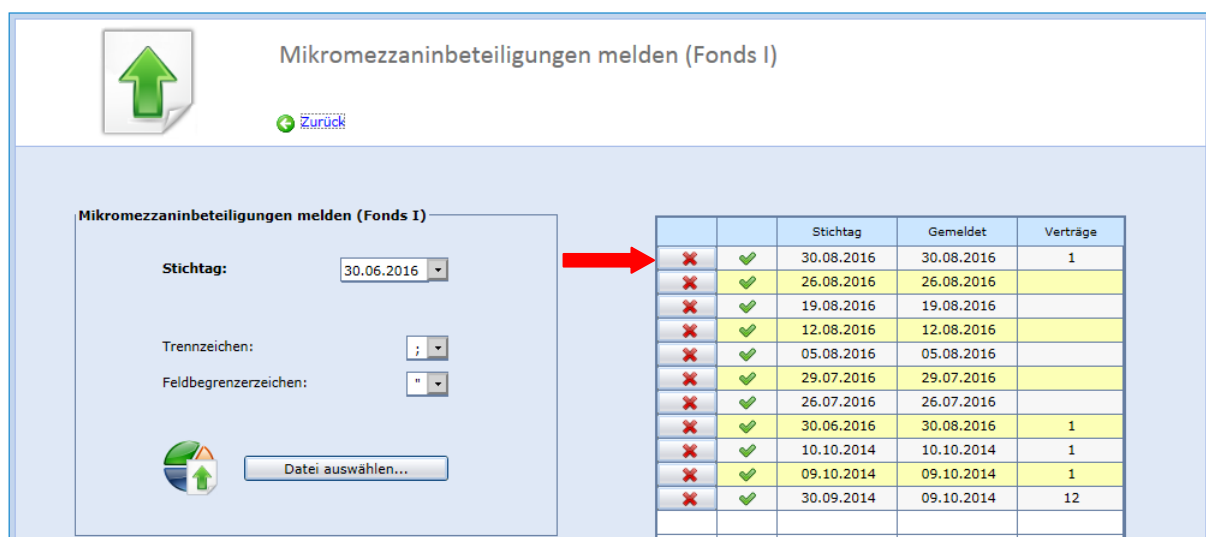 Mikromezzaninbeteiligungen melden (Fonds I)
Zurück
Mikromezzaninbeteiligungen melden (Fonds I)
Stichtag: 30.06.2016
Trennzeichen: ;
Feldbegrenzerzeichen: "
Datei auswählen...
Stichtag Gemeldet Verträge
30.08.2016 30.08.2016 1
26.08.2016 26.08.2016
19.08.2016 19.08.2016
12.08.2016 12.08.2016
05.08.2016 05.08.2016
29.07.2016 29.07.2016
26.07.2016 26.07.2016
30.06.2016 30.08.2016 1
10.10.2014 10.10.2014 1
09.10.2014 09.10.2014 1
30.09.2014 09.10.2014 12